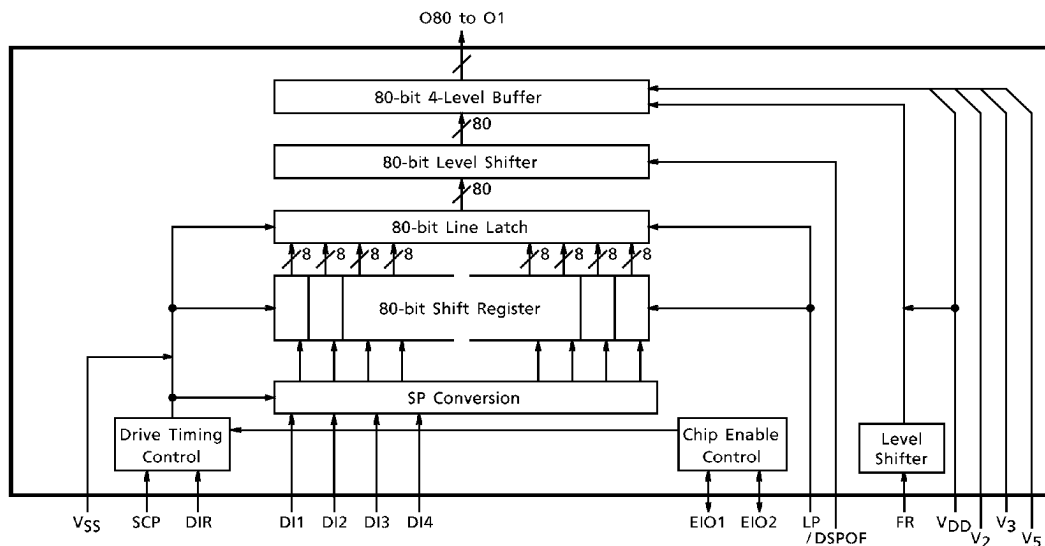 O80 to O1
80-bit 4-Level Buffer
80
80-bit Level Shifter
80
80-bit Line Latch
8 8 8 8 8 8 8 8
80-bit Shift Register
SP Conversion
Drive Timing
Control
Chip Enable
Control
Level
Shifter
VSS SCP DIR DI1 DI2 DI3 DI4 EIO1 EIO2 LP FR VDD V3
/DSPOF V2 V5